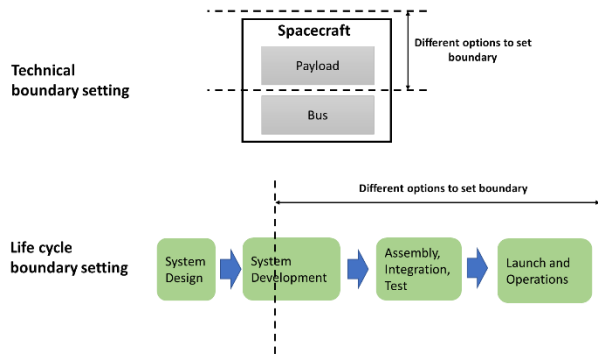 Spacecraft
Different options to set
boundary
Payload
Technical
boundary setting
Bus
Different options to set boundary
Life cycle
boundary setting
System
Design
System
Development
Assembly,
Integration,
Test
Launch and
Operations